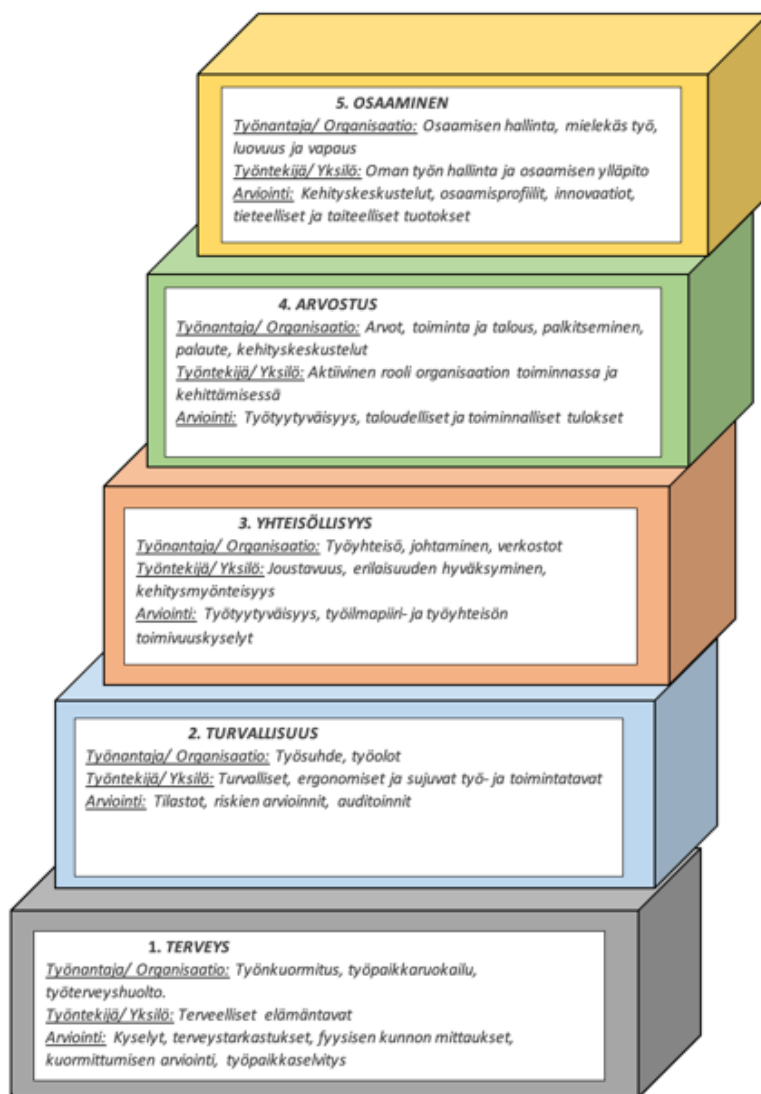 5. OSAAMINEN
Työnantaja/ Organisaatio: Osaamisen hallinta, mielekäs työ,
luovuus ja vapaus
Työntekijä/ Yksilö: Oman työn hallinta ja osaamisen ylläpito
Arviointi: Kehityskeskustelut, osaamisprofiilit, innovaatiot,
tieteelliset ja taiteelliset tuotokset
4. ARVOSTUS
Työnantaja/ Organisaatio: Arvot, toiminta ja talous, palkitseminen,
palaute, kehityskeskustelut
Työntekijä/ Yksilö: Aktiivinen rooli organisaation toiminnassa ja
kehittämisessä
Arviointi: Työtyytyväisyys, taloudelliset ja toiminnalliset tulokset
3. YHTEISÖLLISYYS
Työnantaja/ Organisaatio: Työyhteisö, johtaminen, verkostot
Työntekijä/ Yksilö: Joustavuus, erilaisuuden hyväksyminen,
kehitysmyönteisyys
Arviointi: Työtyytyväisyys, työilmapiiri- ja työyhteisön
toimivuuskyselyt
2. TURVALLISUUS
Työnantaja/ Organisaatio: Työsuhde, työolot
Työntekijä/ Yksilö: Turvalliset, ergonomiset ja sujuvat työ- ja toimintatavat
Arviointi: Tilastot, riskien arvioinnit, auditoinnit
1. TERVEYS
Työnantaja/ Organisaatio: Työnkuormitus, työpaikkaruokailu,
työterveyshuolto.
Työntekijä/ Yksilö: Terveelliset elämäntavat
Arviointi: Kyselyt, terveystarkastukset, fyysisen kunnon mittaukset,
kuormittumisen arviointi, työpaikkaselvitys